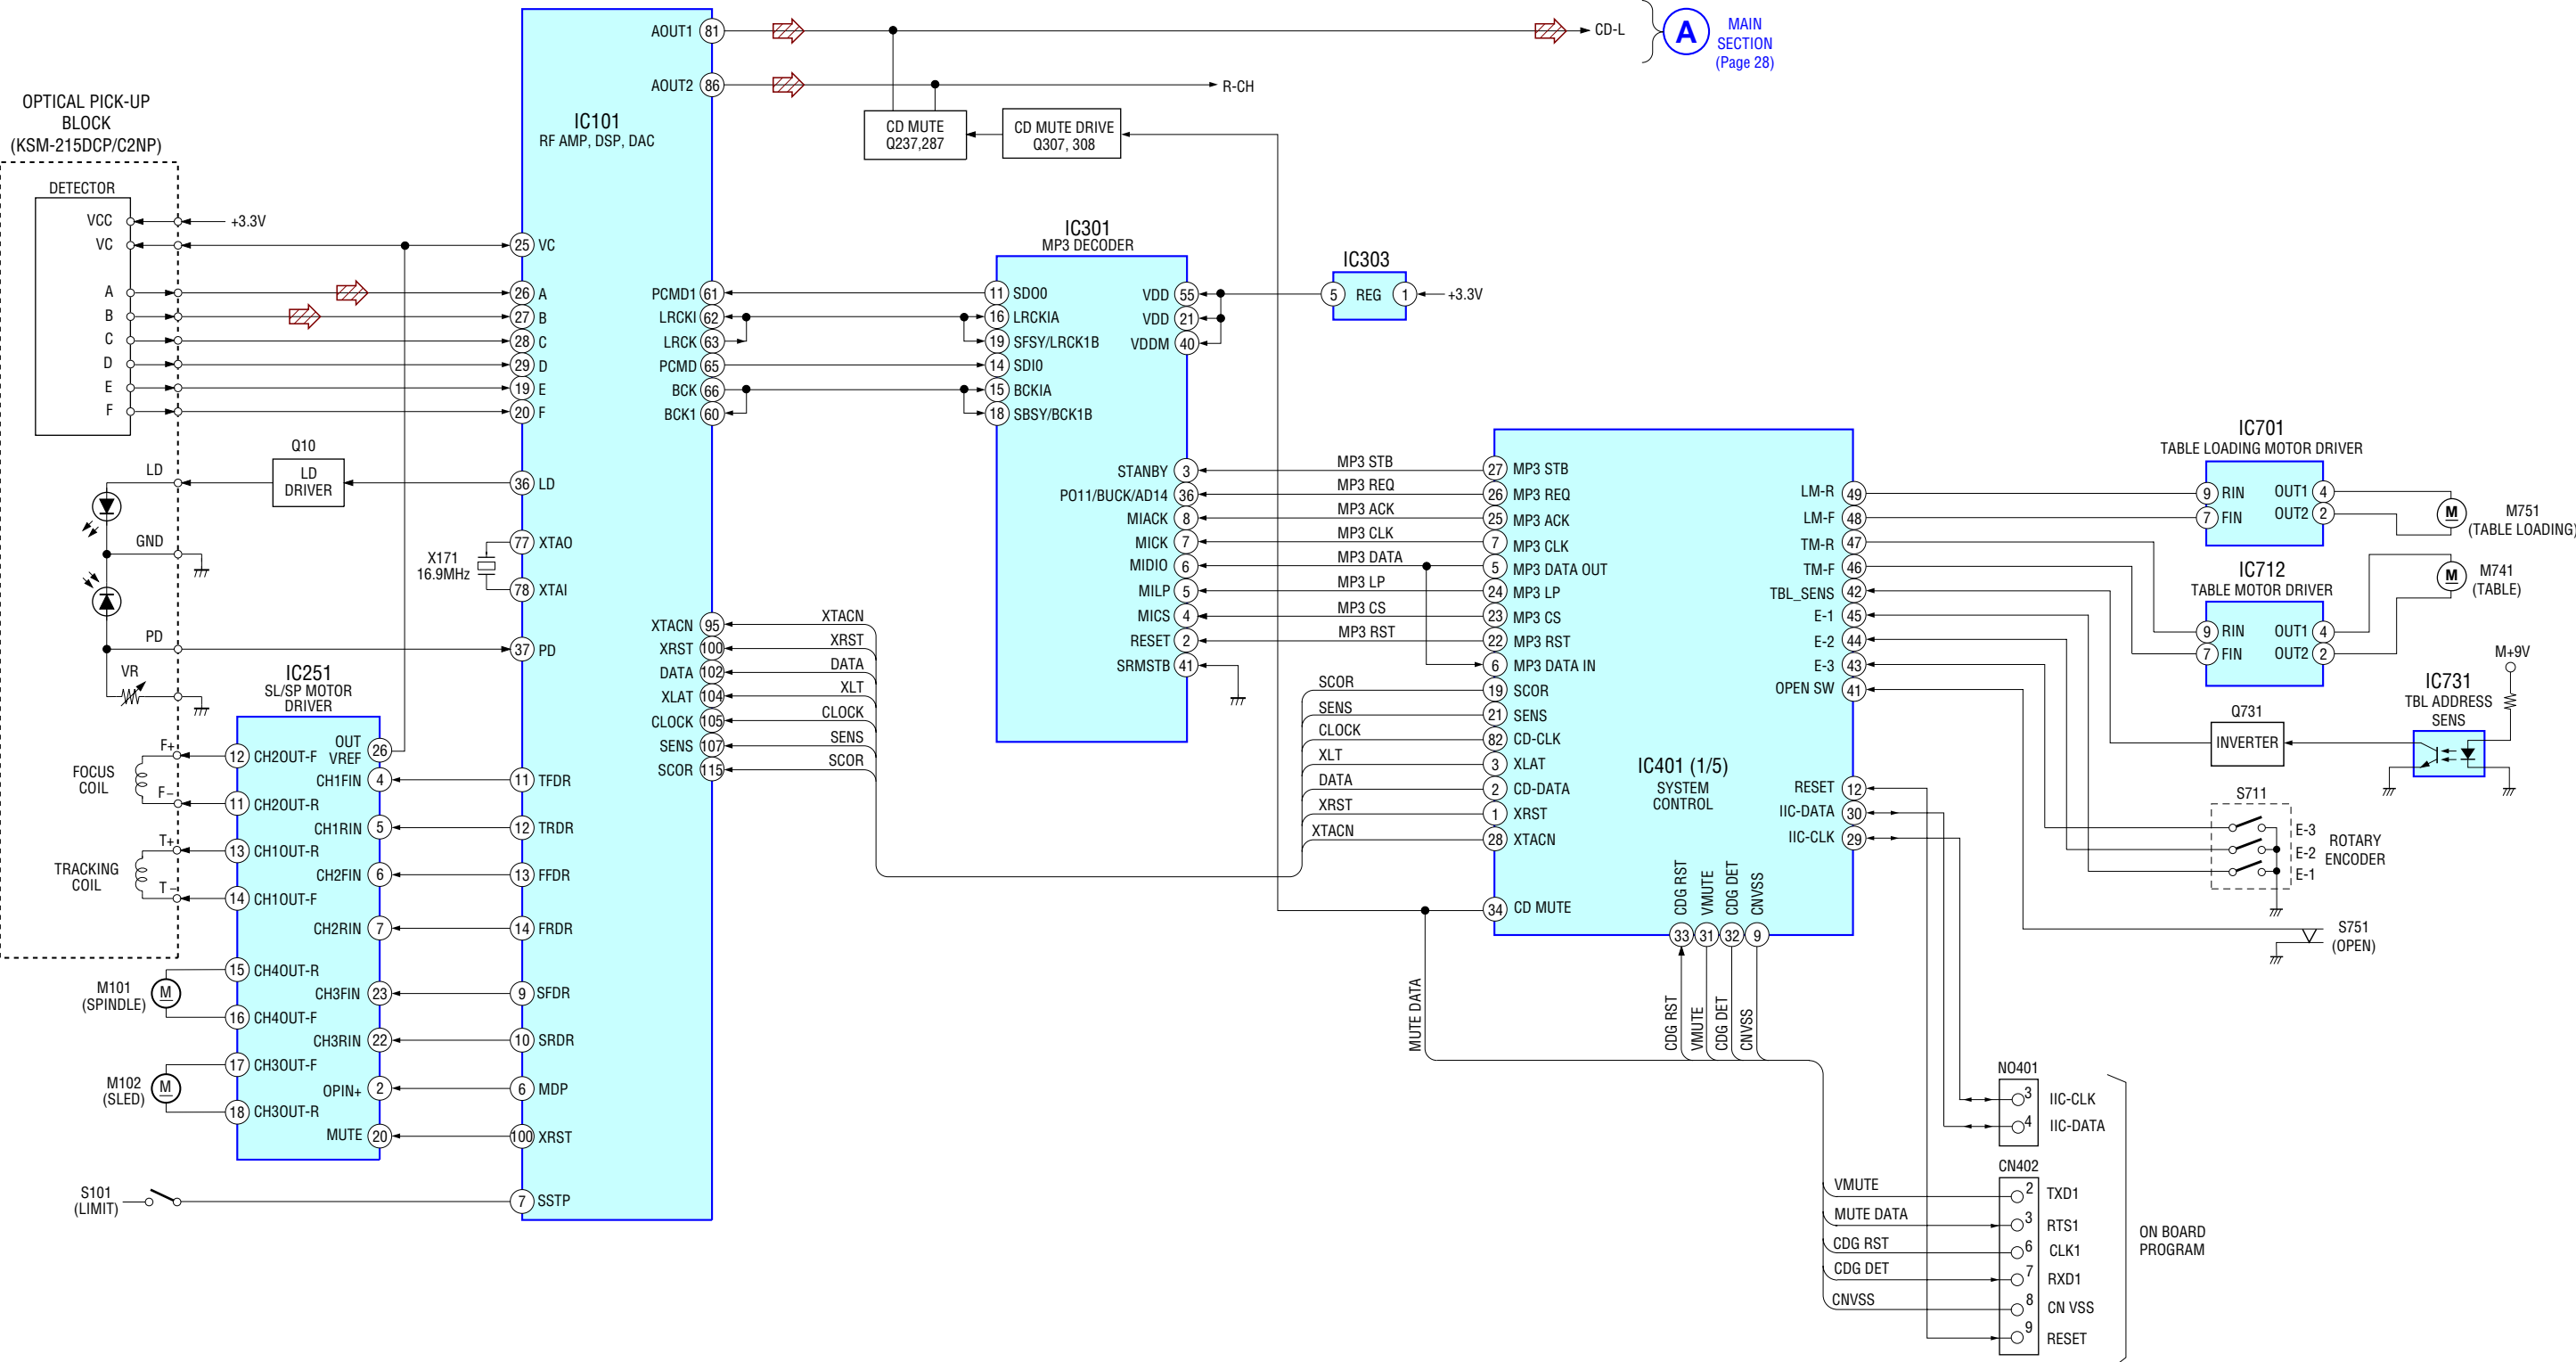 OPTICAL PICK-UP
BLOCK
(KSM-215DCP/C2NP)
DETECTOR
VCC
+3.3V
VC
A
B
C
D
E
F
Q10
LD
DRIVER
LD
GND
PD
VR
X171
16.9MHz
FOCUS
COIL
F+
F−
TRACKING
COIL
T+
T−
M101
(SPINDLE)
M
M102
(SLED)
M
S101
(LIMIT)
IC251
SL/SP MOTOR
DRIVER
12 CH2OUT-F
11 CH2OUT-R
13 CH1OUT-R
14 CH1OUT-F
15 CH4OUT-R
16 CH4OUT-F
17 CH3OUT-F
18 CH3OUT-R
OUT
VREF 26
CH1FIN 4
CH1RIN 5
CH2FIN 6
CH2RIN 7
CH3FIN 23
CH3RIN 22
OPIN+ 2
MUTE 20
IC101
RF AMP, DSP, DAC
25 VC
26 A
27 B
28 C
29 D
19 E
20 F
36 LD
77 XTAO
78 XTAI
37 PD
11 TFDR
12 TRDR
13 FFDR
14 FRDR
9 SFDR
10 SRDR
6 MDP
100 XRST
7 SSTP
AOUT1 81
AOUT2 86
PCMD1 61
LRCKI 62
LRCK 63
PCMD 65
BCK 66
BCK1 60
XTACN 95 XTACN
XRST 100 XRST
DATA 102 DATA
XLAT 104 XLT
CLOCK 105 CLOCK
SENS 107 SENS
SCOR 115 SCOR
CD-L
R-CH
A
MAIN
SECTION
(Page 28)
CD MUTE
Q237,287
CD MUTE DRIVE
Q307, 308
IC301
MP3 DECODER
11 SDO0
16 LRCKIA
19 SFSY/LRCK1B
14 SDI0
15 BCKIA
18 SBSY/BCK1B
VDD 55
VDD 21
VDDM 40
STANBY 3
PO11/BUCK/AD14 36
MIACK 8
MICK 7
MIDIO 6
MILP 5
MICS 4
RESET 2
SRMSTB 41
IC303
5 REG 1
+3.3V
MP3 STB
MP3 REQ
MP3 ACK
MP3 CLK
MP3 DATA
MP3 LP
MP3 CS
MP3 RST
SCOR
SENS
CLOCK
XLT
DATA
XRST
XTACN
IC401 (1/5)
SYSTEM
CONTROL
27 MP3 STB
26 MP3 REQ
25 MP3 ACK
7 MP3 CLK
5 MP3 DATA OUT
24 MP3 LP
23 MP3 CS
22 MP3 RST
6 MP3 DATA IN
19 SCOR
21 SENS
82 CD-CLK
3 XLAT
2 CD-DATA
1 XRST
28 XTACN
34 CD MUTE
CDG RST
VMUTE
CDG DET
CNVSS
33
31
32
9
MUTE DATA
CDG RST
VMUTE
CDG DET
CNVSS
LM-R 49
LM-F 48
TM-R 47
TM-F 46
TBL_SENS 42
E-1 45
E-2 44
E-3 43
OPEN SW 41
RESET 12
IIC-DATA 30
IIC-CLK 29
IC701
TABLE LOADING MOTOR DRIVER
9 RIN
7 FIN
OUT1 4
OUT2 2
M
M751
(TABLE LOADING)
IC712
TABLE MOTOR DRIVER
9 RIN
7 FIN
OUT1 4
OUT2 2
M
M741
(TABLE)
M+9V
IC731
TBL ADDRESS
SENS
Q731
INVERTER
S711
E-3
E-2
E-1
ROTARY
ENCODER
S751
(OPEN)
NO401
3 IIC-CLK
4 IIC-DATA
CN402
VMUTE 2 TXD1
MUTE DATA 3 RTS1
CDG RST 6 CLK1
CDG DET 7 RXD1
CNVSS 8 CN VSS
9 RESET
ON BOARD
PROGRAM